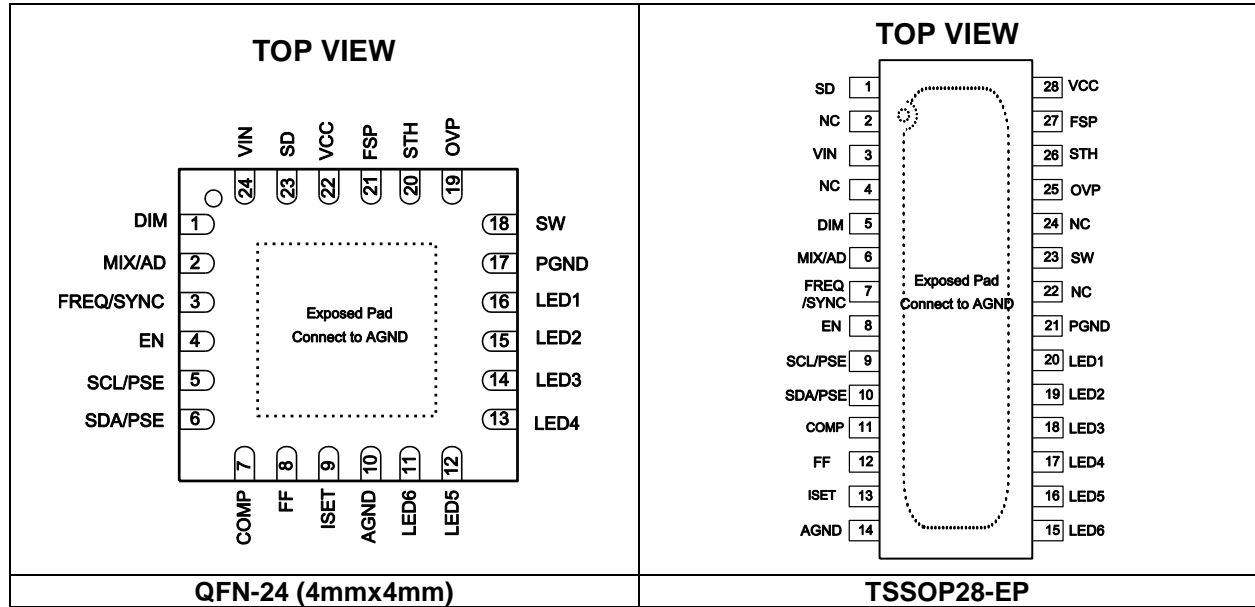 TOP VIEW
VIN SD VCC FSP STH OVP
24 23 22 21 20 19
DIM 1
MIX/AD 2
FREQ/SYNC 3
EN 4
SCL/PSE 5
SDA/PSE 6
18 SW
17 PGND
16 LED1
15 LED2
14 LED3
13 LED4
Exposed Pad
Connect to AGND
7 8 9 10 11 12
COMP FF ISET AGND LED6 LED5
QFN-24 (4mmx4mm)
TOP VIEW
SD 1
NC 2
VIN 3
NC 4
DIM 5
MIX/AD 6
FREQ
/SYNC 7
EN 8
SCL/PSE 9
SDA/PSE 10
COMP 11
FF 12
ISET 13
AGND 14
Exposed Pad
Connect to AGND
28 VCC
27 FSP
26 STH
25 OVP
24 NC
23 SW
22 NC
21 PGND
20 LED1
19 LED2
18 LED3
17 LED4
16 LED5
15 LED6
TSSOP28-EP